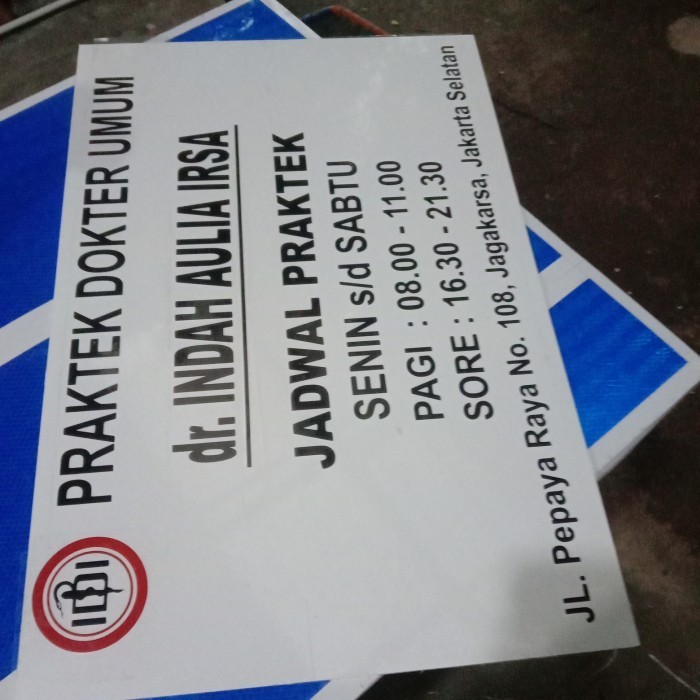 IDI
PRAKTEK DOKTER UMUM
dr. INDAH AULIA IRSA
JADWAL PRAKTEK
SENIN s/d SABTU
PAGI : 08.00 - 11.00
SORE : 16.30 - 21.30
JL. Pepaya Raya No. 108, Jagakarsa, Jakarta Selatan